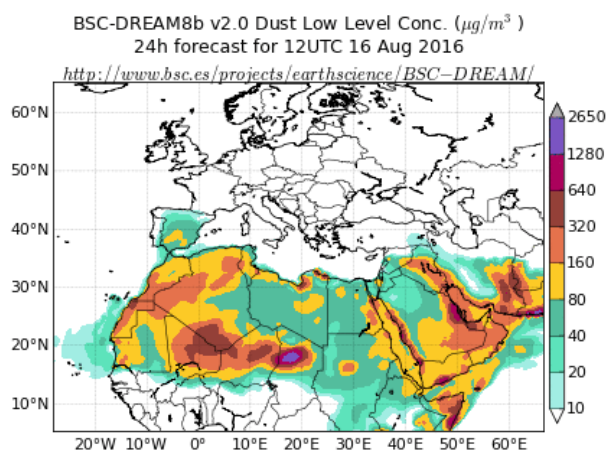 BSC-DREAM8b v2.0 Dust Low Level Conc. (μg/m³ )
24h forecast for 12UTC 16 Aug 2016
http://www.bsc.es/projects/earthscience/BSC−DREAM/
60°N
50°N
40°N
30°N
20°N
10°N
20°W 10°W 0° 10°E 20°E 30°E 40°E 50°E 60°E
2650
1280
640
320
160
80
40
20
10